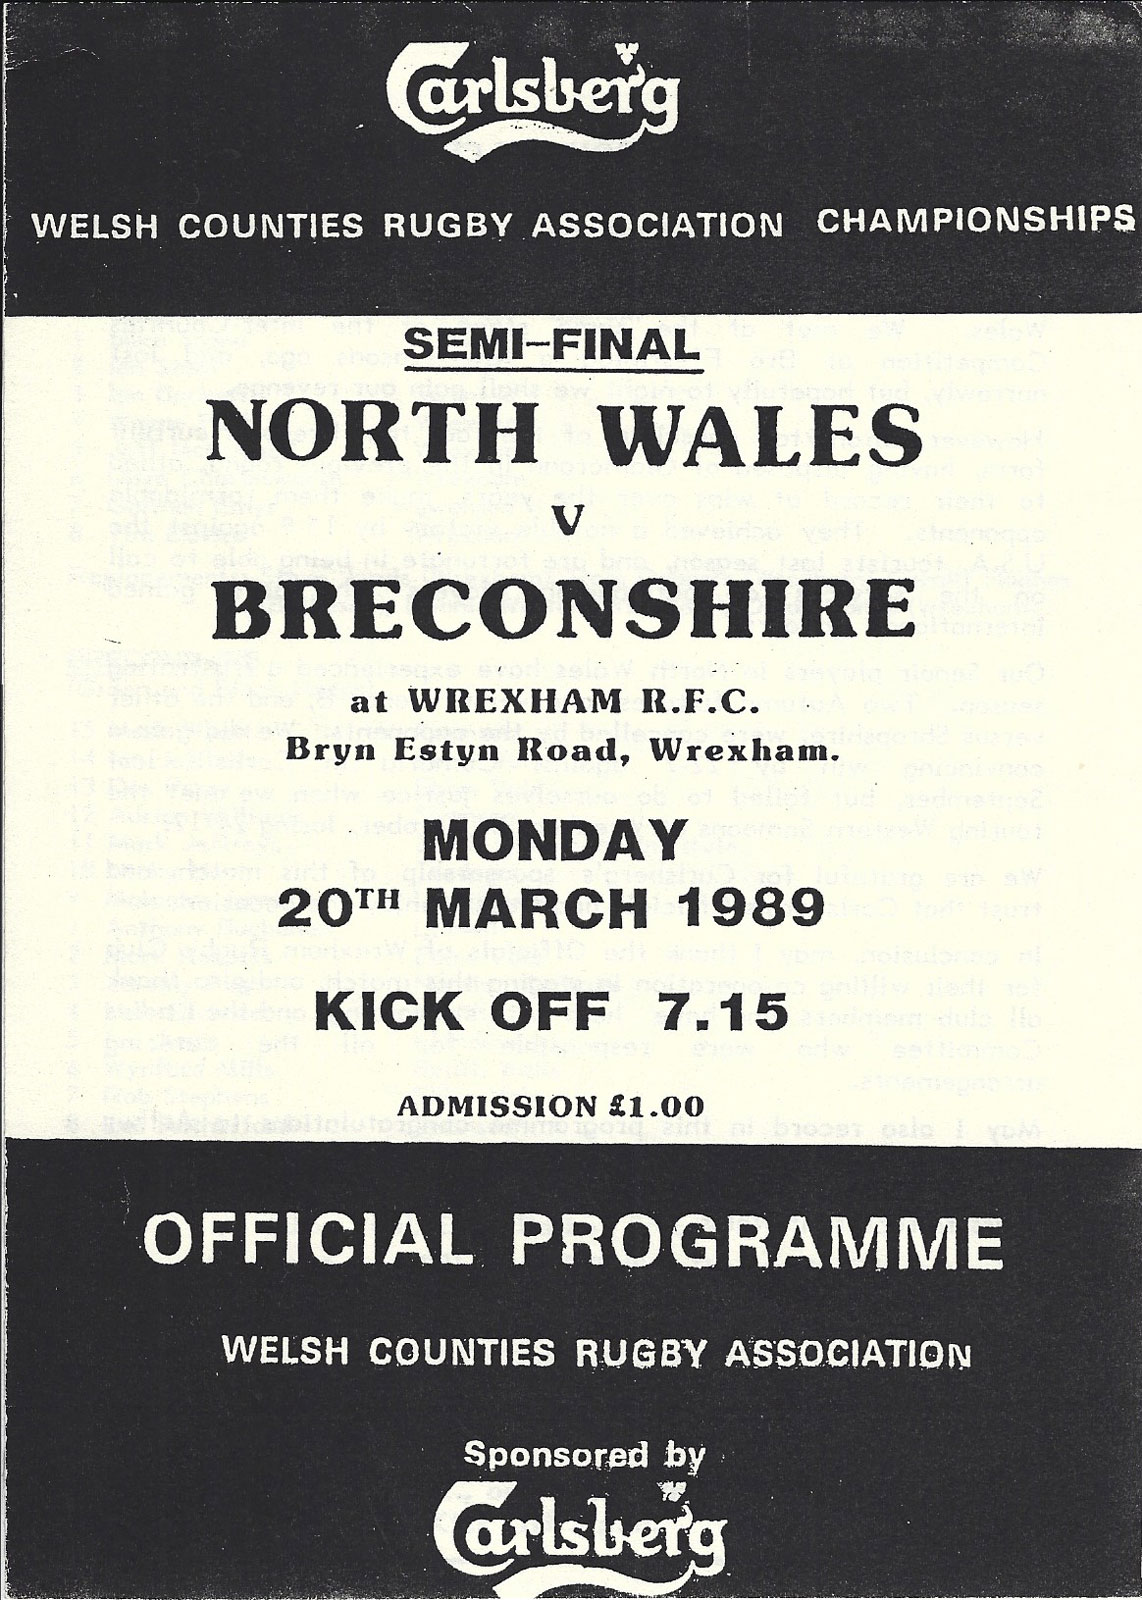 Carlsberg
WELSH COUNTIES RUGBY ASSOCIATION CHAMPIONSHIPS
SEMI-FINAL
NORTH WALES
V
BRECONSHIRE
at WREXHAM R.F.C.
Bryn Estyn Road, Wrexham.
MONDAY
20TH MARCH 1989
KICK OFF 7.15
ADMISSION £1.00
OFFICIAL PROGRAMME
WELSH COUNTIES RUGBY ASSOCIATION
Sponsored by
Carlsberg